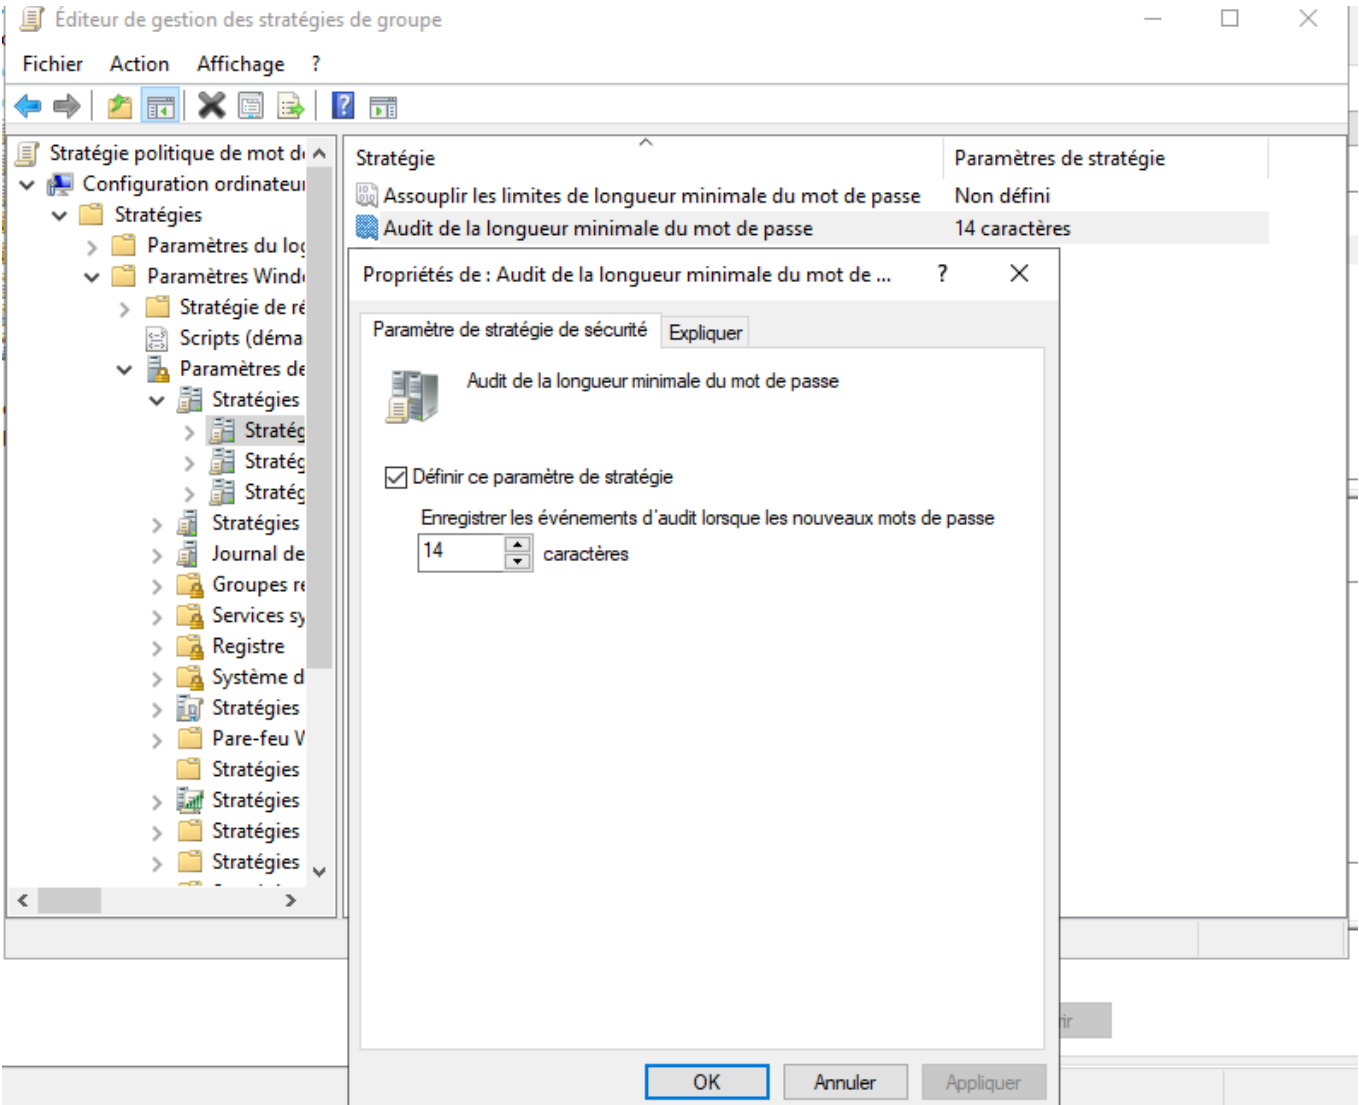 Éditeur de gestion des stratégies de groupe
Fichier Action Affichage ?
Stratégie politique de mot d
Configuration ordinateu
Stratégies
Paramètres du log
Paramètres Wind
Stratégie de ré
Scripts (déma
Paramètres de
Stratégies
Stratég
Stratég
Stratég
Stratégies
Journal de
Groupes re
Services sy
Registre
Système d
Stratégies
Pare-feu W
Stratégies
Stratégies
Stratégies
Stratégies
Stratégie Paramètres de stratégie
Assouplir les limites de longueur minimale du mot de passe Non défini
Audit de la longueur minimale du mot de passe 14 caractères
Propriétés de : Audit de la longueur minimale du mot de ... ?
Paramètre de stratégie de sécurité Expliquer
Audit de la longueur minimale du mot de passe
Définir ce paramètre de stratégie
Enregistrer les événements d'audit lorsque les nouveaux mots de passe
14 caractères
OK Annuler Appliquer